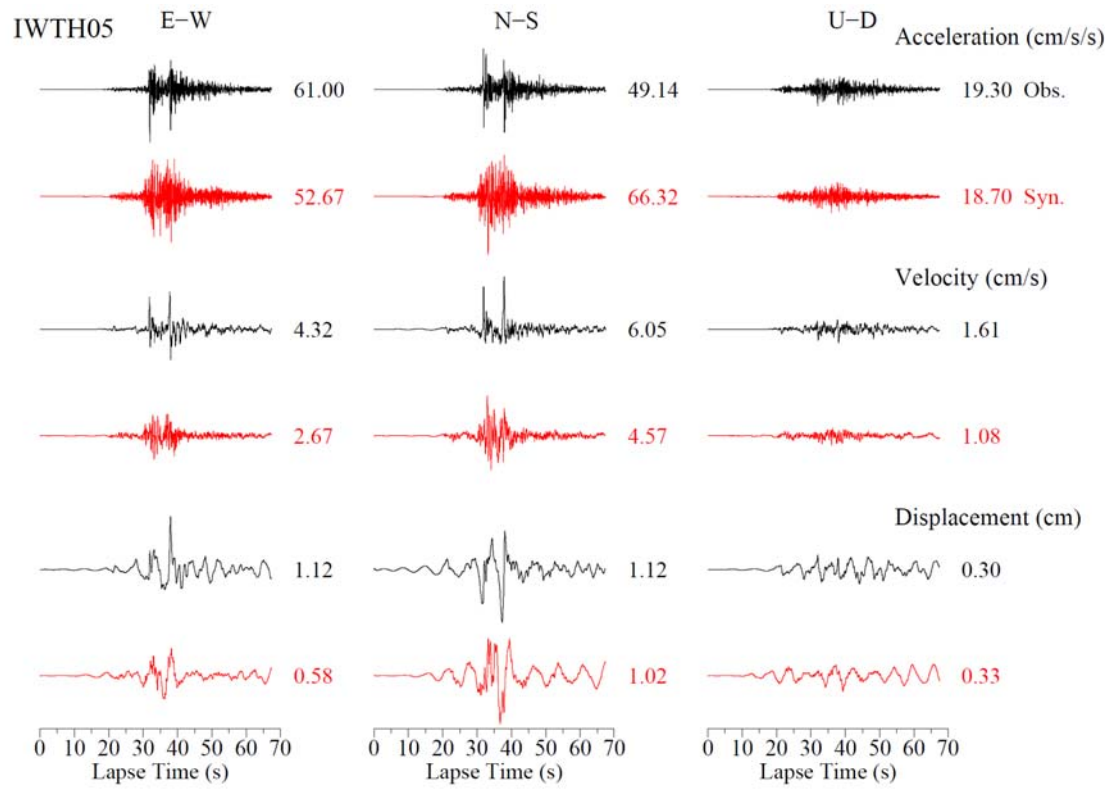 IWTH05 E−W N−S U−D Acceleration (cm/s/s)
61.00 49.14 19.30 Obs.
52.67 66.32 18.70 Syn.
Velocity (cm/s)
4.32 6.05 1.61
2.67 4.57 1.08
Displacement (cm)
1.12 1.12 0.30
0.58 1.02 0.33
0 10 20 30 40 50 60 70 0 10 20 30 40 50 60 70 0 10 20 30 40 50 60 70
Lapse Time (s) Lapse Time (s) Lapse Time (s)